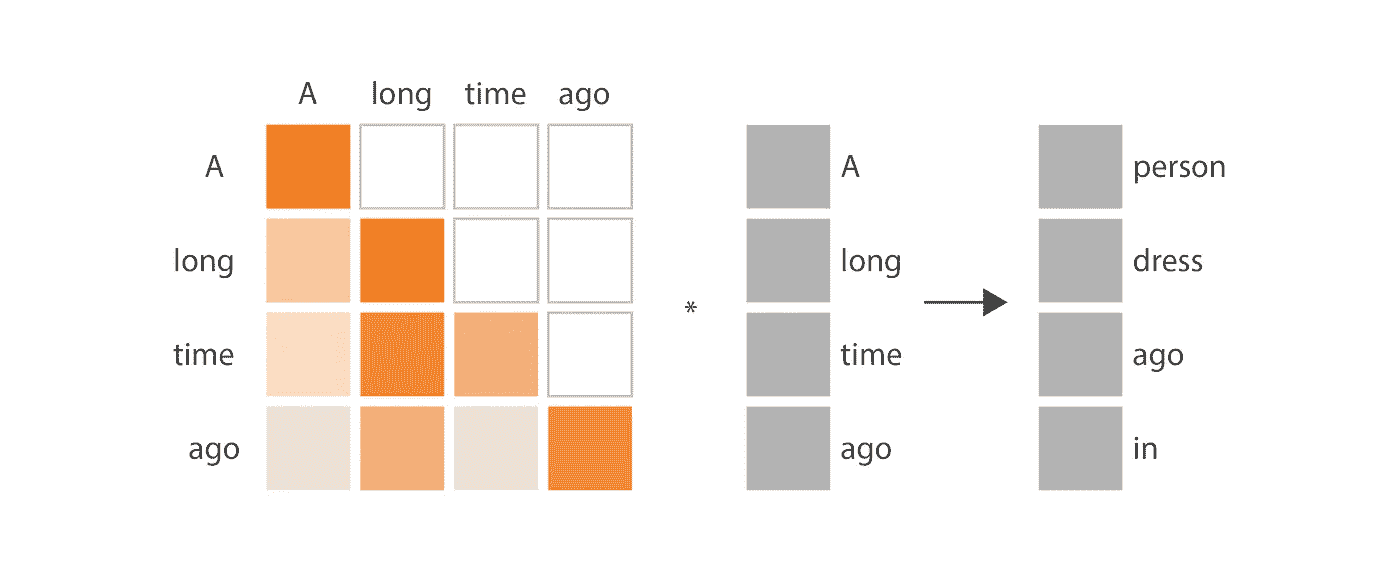 A long time ago
A A person
long long dress
* 
time time ago
ago ago in